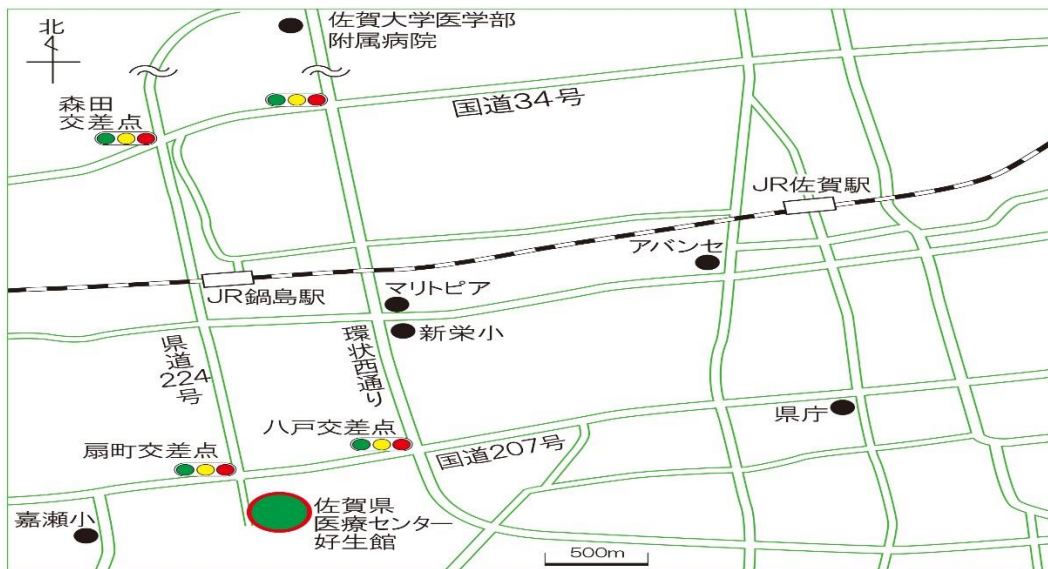 北
佐賀大学医学部
附属病院
森田
交差点
国道34号
JR佐賀駅
アバンセ
JR鍋島駅
マリトピア
新栄小
県道224号
環状西通り
八戸交差点
県庁
扇町交差点
国道207号
佐賀県
医療センター
好生館
嘉瀬小
500m